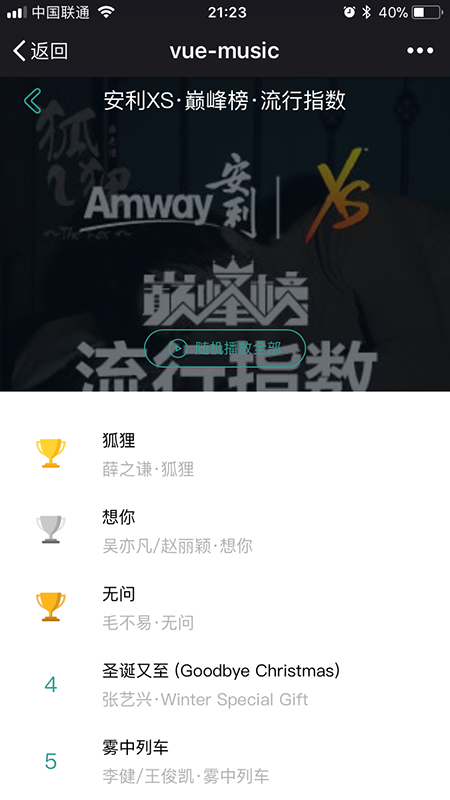 中国联通 21:23 40%
返回 vue-music
安利XS·巅峰榜·流行指数
狐狸
The Fox
Amway 安利 XS
巅峰榜
随机播放全部
流行指数
狐狸
薛之谦·狐狸
想你
吴亦凡/赵丽颖·想你
无问
毛不易·无问
4 圣诞又至 (Goodbye Christmas)
张艺兴·Winter Special Gift
5 雾中列车
李健/王俊凯·雾中列车